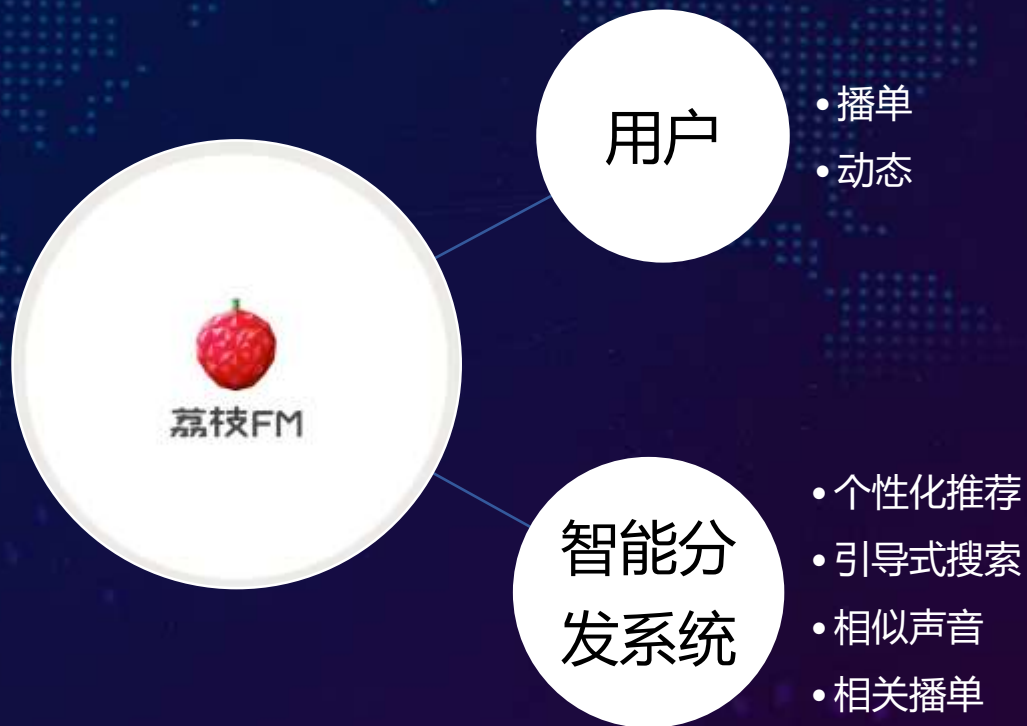 荔枝FM
用户
•播单
•动态
智能分
发系统
•个性化推荐
•引导式搜索
•相似声音
•相关播单